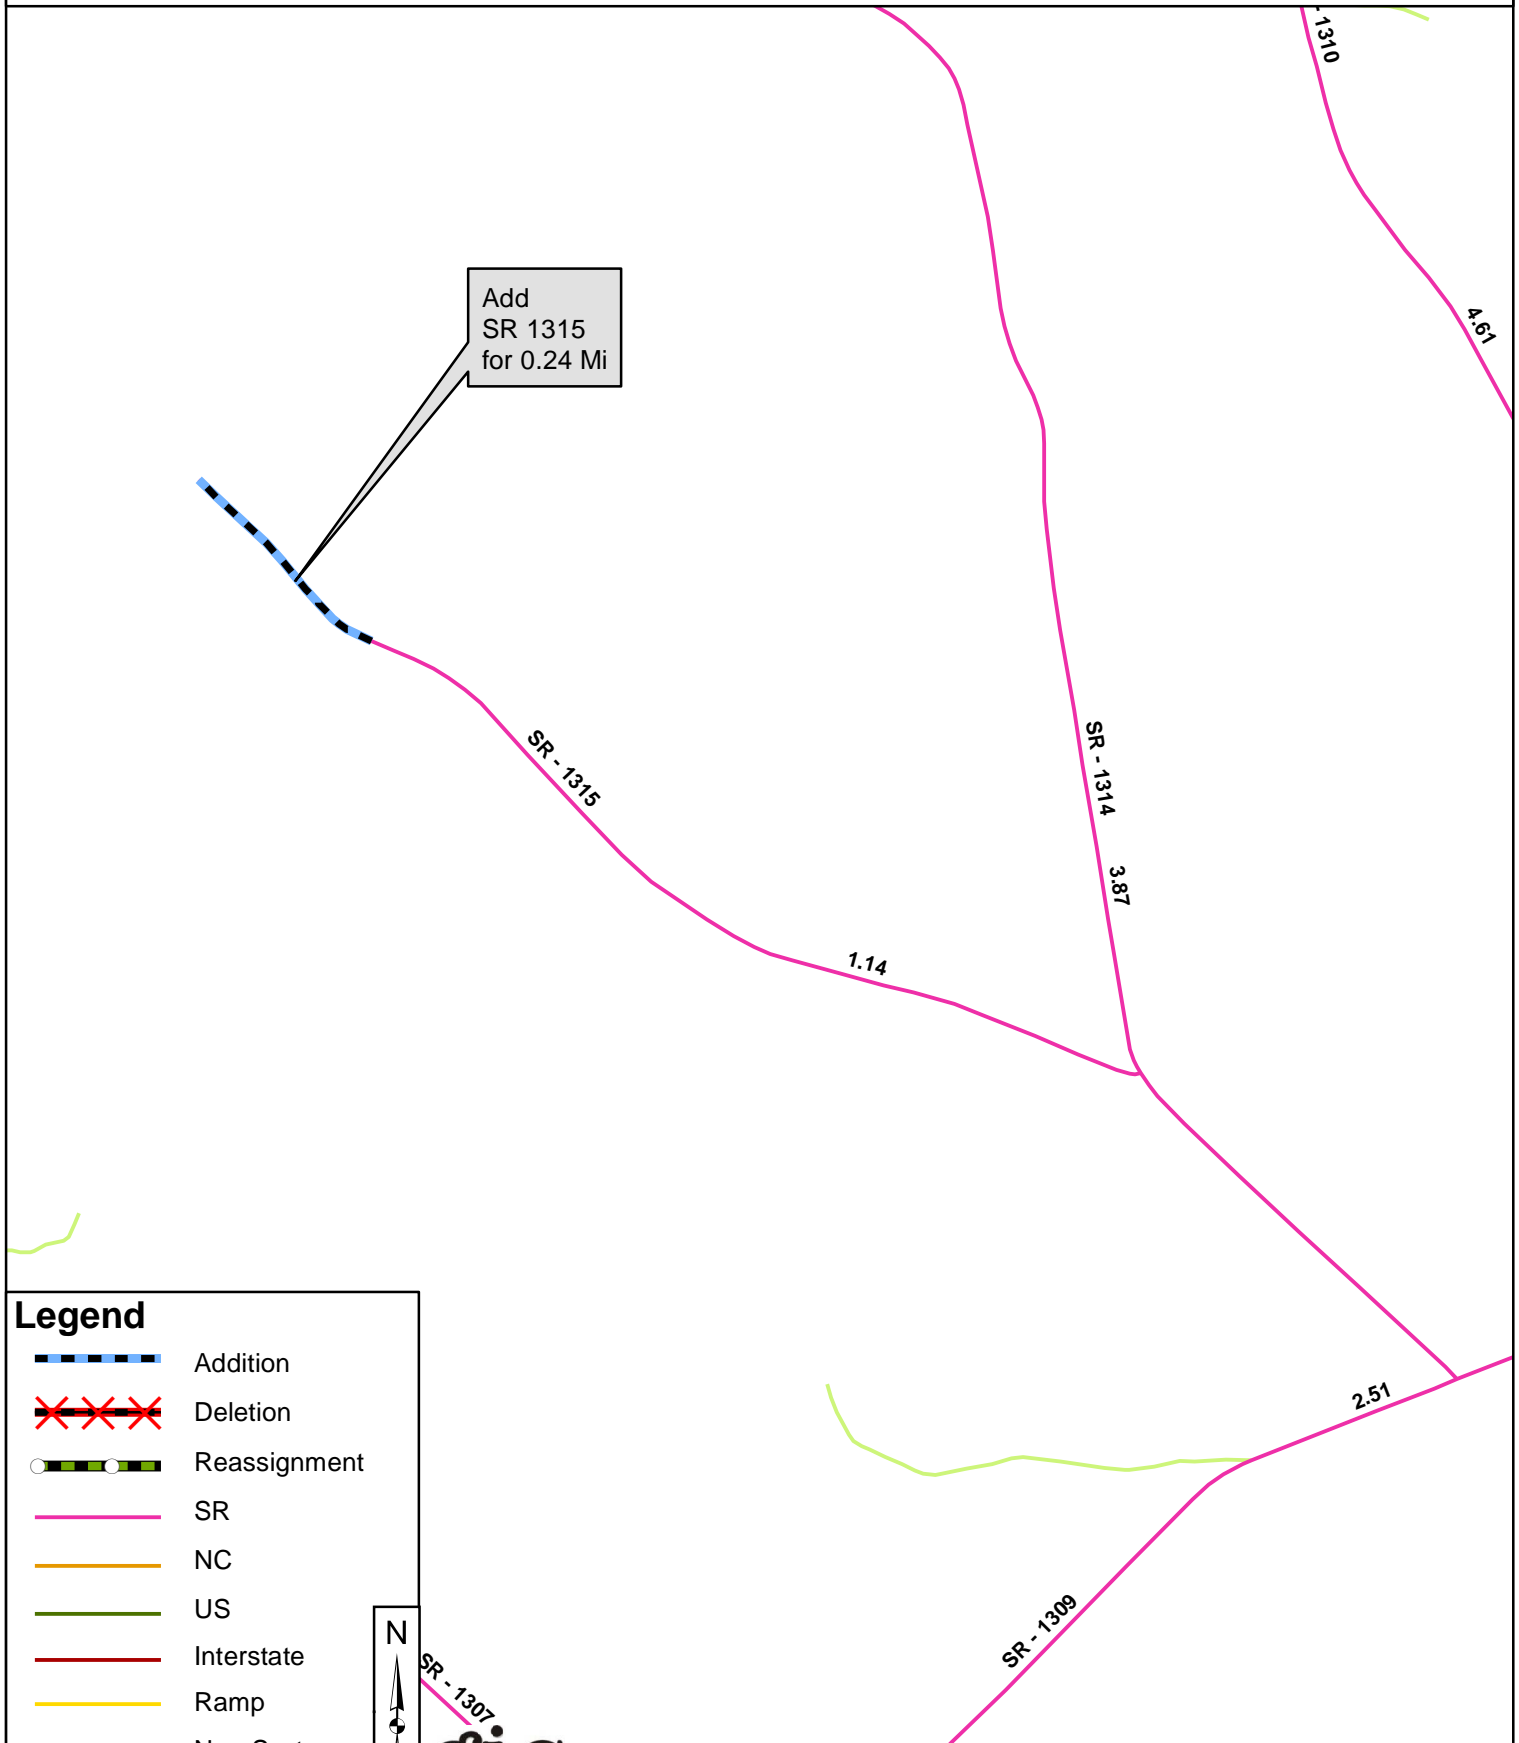 - 1310
Add
SR 1315
for 0.24 Mi
4.61
SR - 1315
SR - 1314
3.87
1.14
2.51
SR - 1309
Legend
Addition
Deletion
Reassignment
SR
NC
US
Interstate
Ramp
N
SR - 1307